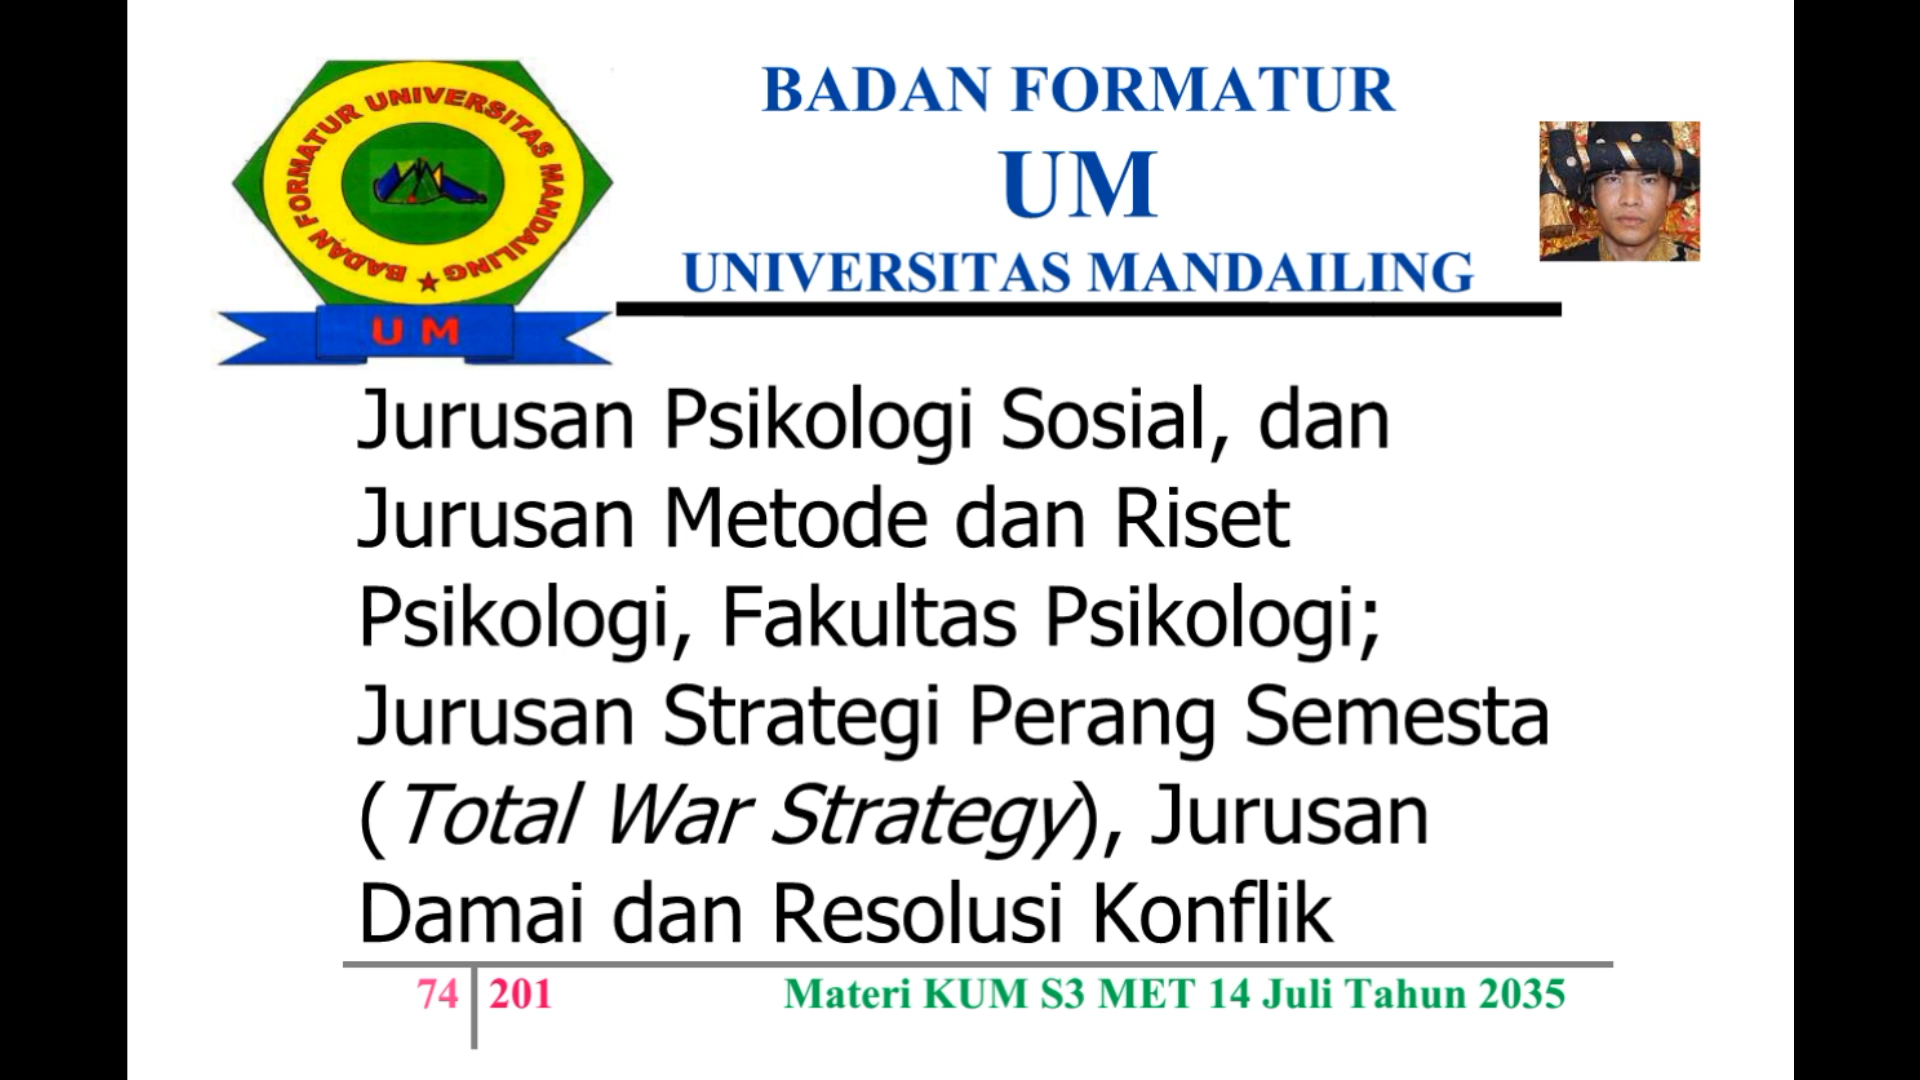 BADAN FORMATUR UNIVERSITAS MANDAILING
U M
BADAN FORMATUR
UM
UNIVERSITAS MANDAILING
Jurusan Psikologi Sosial, dan
Jurusan Metode dan Riset
Psikologi, Fakultas Psikologi;
Jurusan Strategi Perang Semesta
(Total War Strategy), Jurusan
Damai dan Resolusi Konflik
74 201
Materi KUM S3 MET 14 Juli Tahun 2035